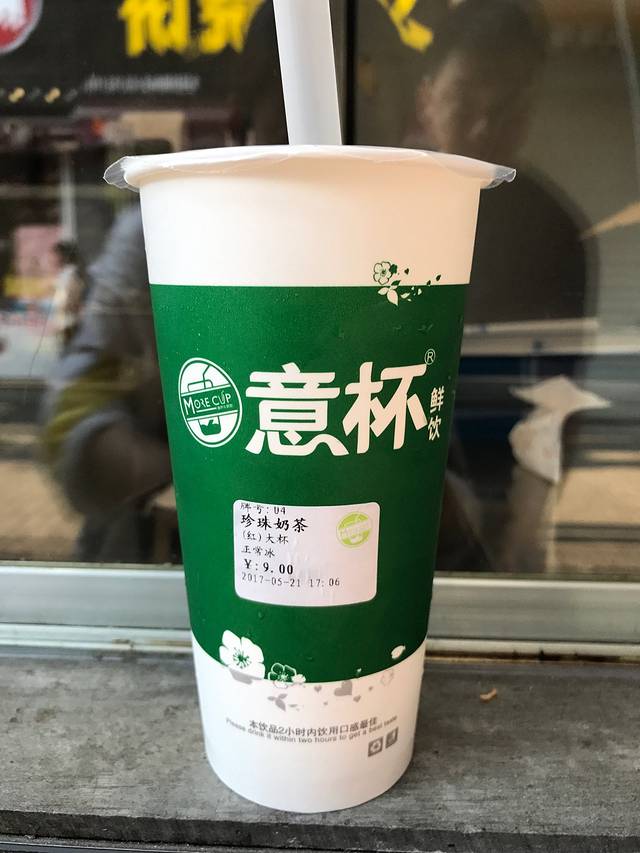 MORE CUP
意杯®
鲜饮
牌号: 04
珍珠奶茶
(红)大杯
正常冰
¥: 9.00
2017-05-21 17:06
本饮品2小时内饮用口感最佳
Please drink it within two hours to get a best taste